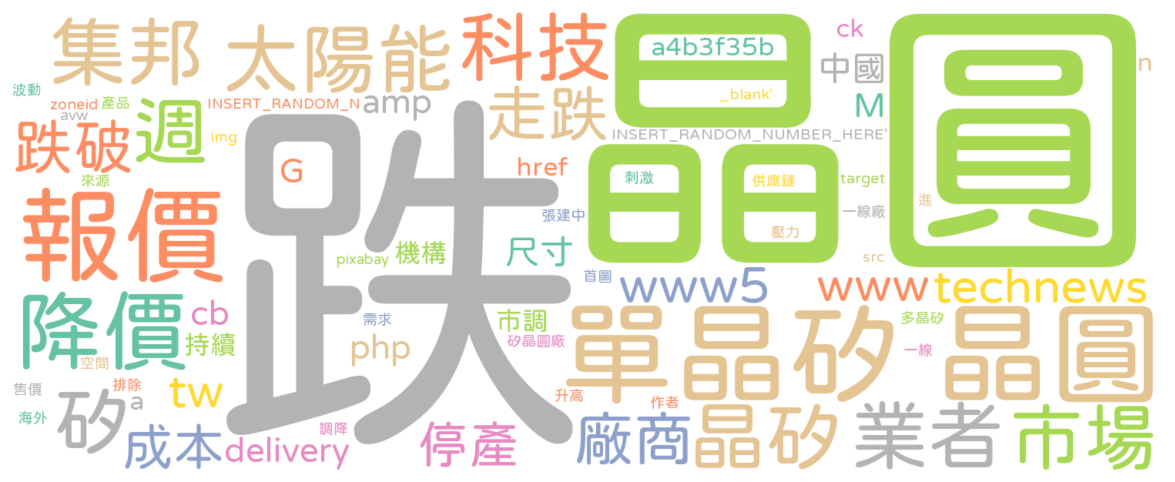 集邦 太陽能 科技 晶圓
ck
a4b3f35b
中國
n
波動
zoneid 產品
avw
INSERT_RANDOM_N
amp
_blank'
走跌
M
跌破 週
img
INSERT_RANDOM_NUMBER_HERE'
跌
G
href
刺激
供應鏈
target
來源
進
報價
張建中
一線廠
壓力
pixabay 機構
尺寸
src
首圖
www5
www technews
降價
cb
持續
需求
市調
矽晶圓廠
單晶矽 晶圓
多晶矽
一線
空間
php
售價
排除
tw
矽
a
升高
作者
海外
成本
調降
delivery
停產
廠商 晶矽 業者 市場